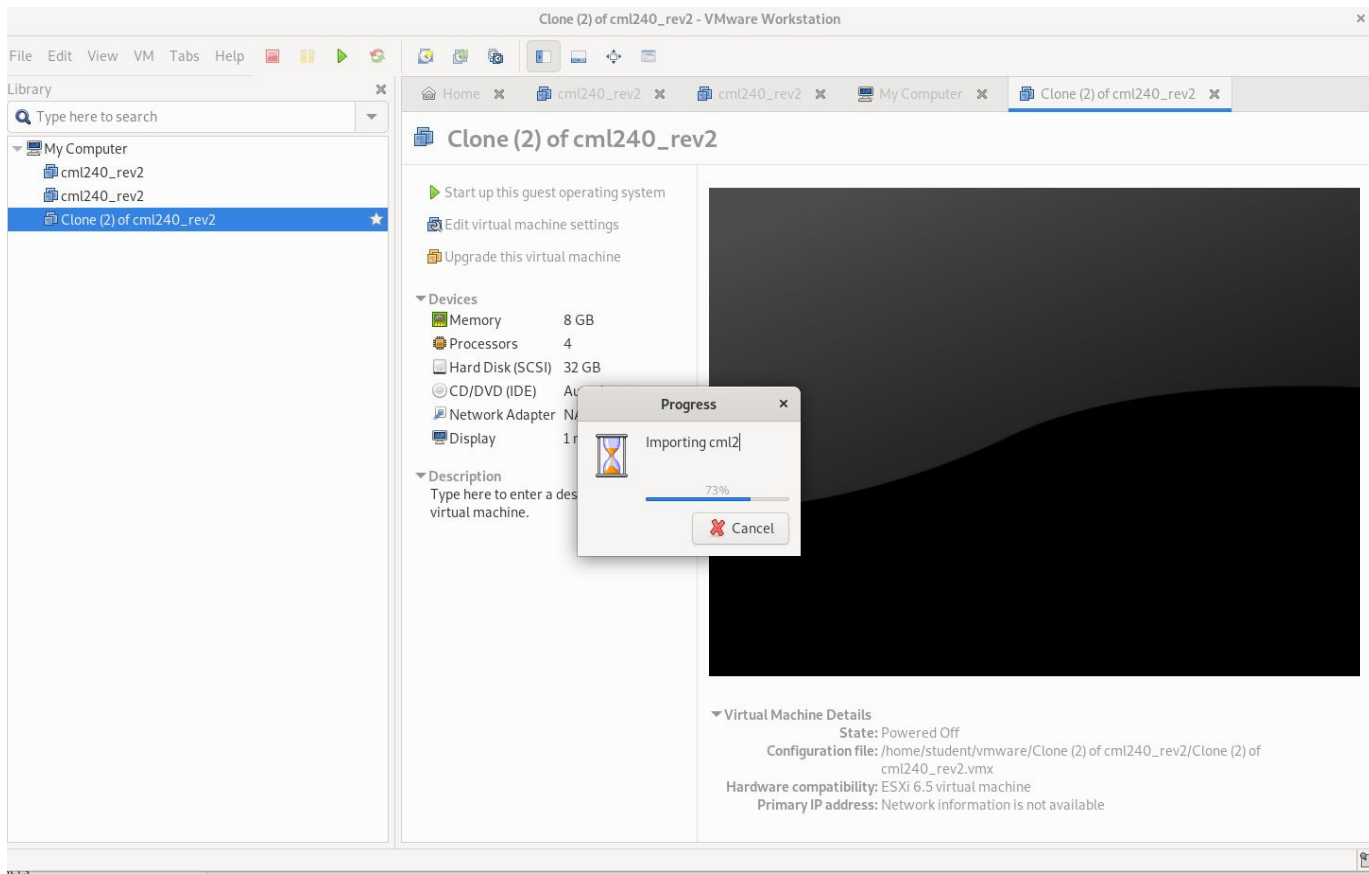 Clone (2) of cml240_rev2 - VMware Workstation
File Edit View VM Tabs Help
Library
Home
cml240_rev2
cml240_rev2
My Computer
Clone (2) of cml240_rev2
Type here to search
My Computer
cml240_rev2
cml240_rev2
Clone (2) of cml240_rev2
Clone (2) of cml240_rev2
Start up this guest operating system
Edit virtual machine settings
Upgrade this virtual machine
Devices
Memory 8 GB
Processors 4
Hard Disk (SCSI) 32 GB
CD/DVD (IDE)
Network Adapter
Display 1
Description
Type here to enter a des
virtual machine.
Progress
Importing cml2
73%
Cancel
Virtual Machine Details
State: Powered Off
Configuration file: /home/student/vmware/Clone (2) of cml240_rev2/Clone (2) of
cml240_rev2.vmx
Hardware compatibility: ESXi 6.5 virtual machine
Primary IP address: Network information is not available